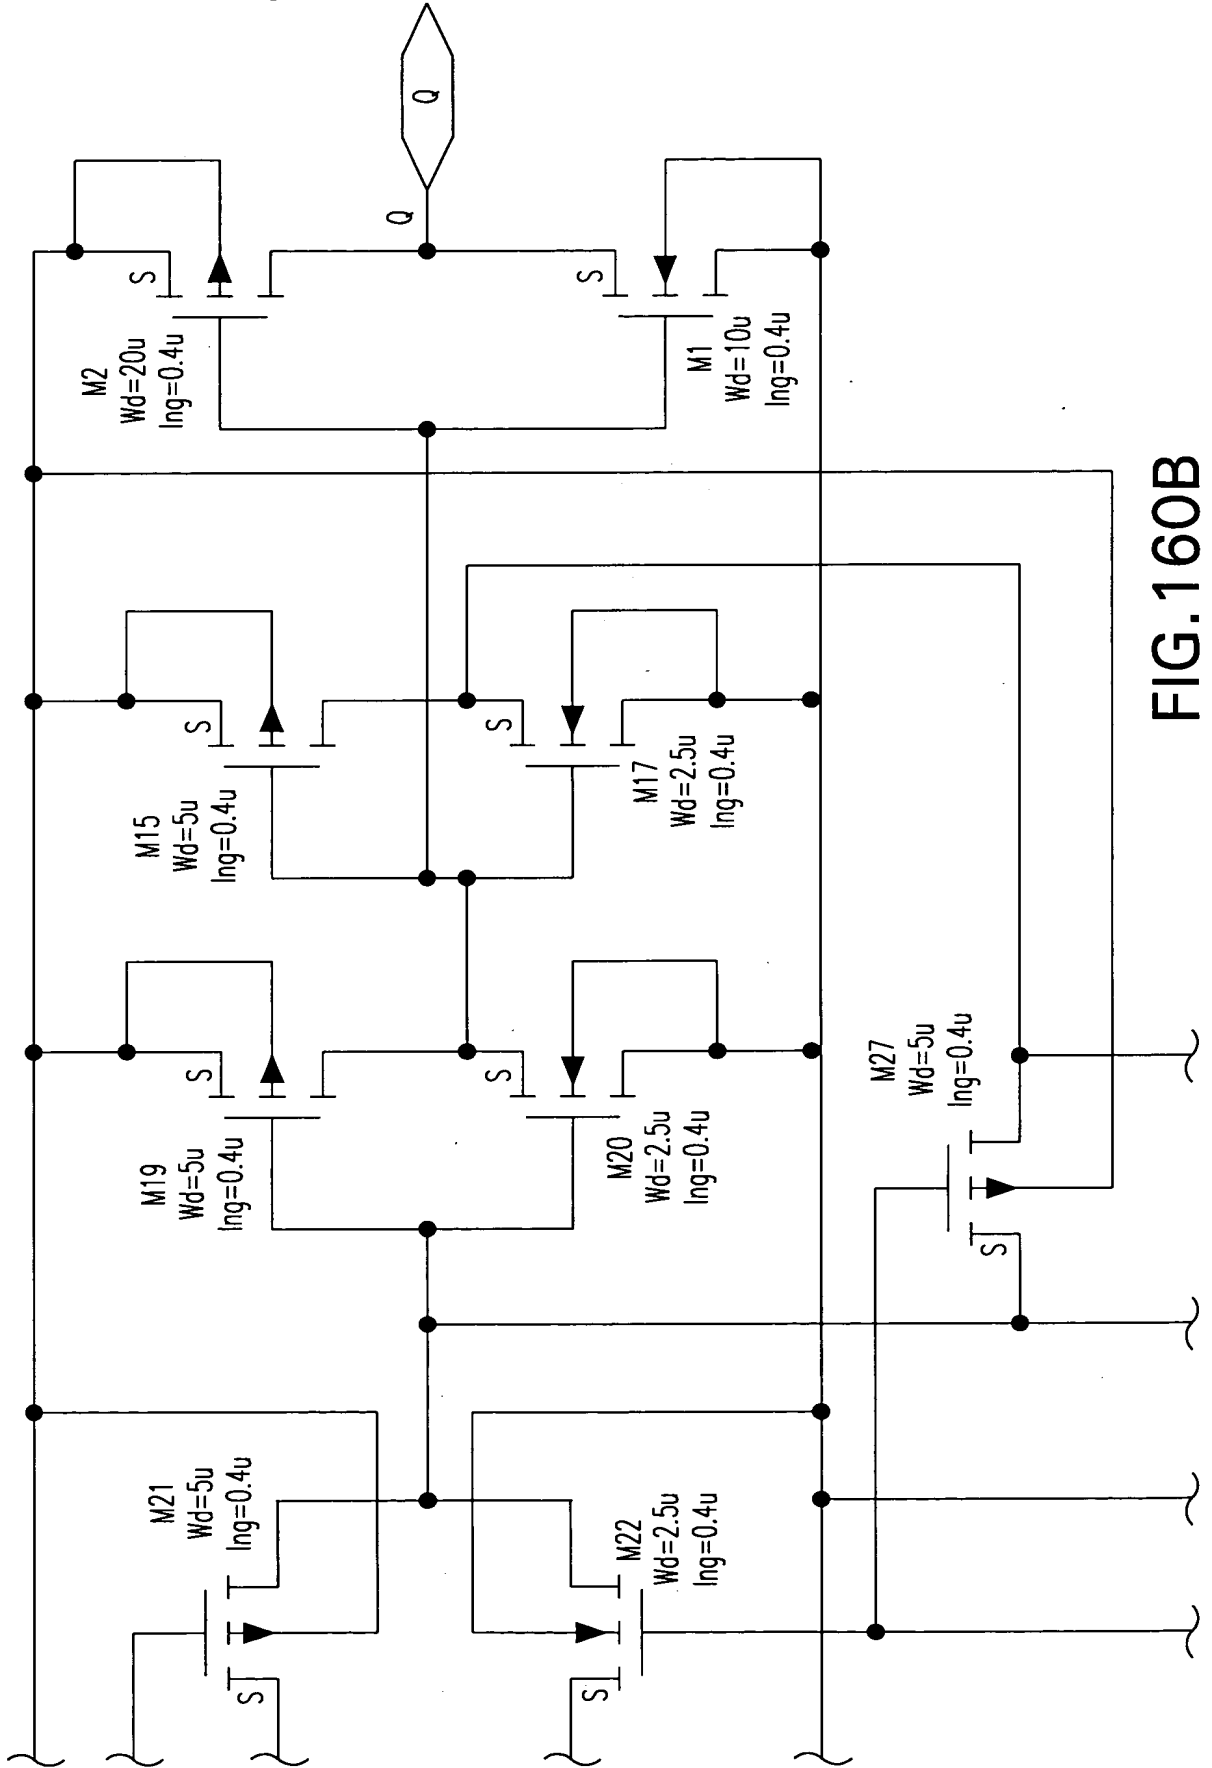 Q
Q
S
M2
Wd=20u
lng=0.4u
S
M1
Wd=10u
lng=0.4u
S
M15
Wd=5u
lng=0.4u
S
M17
Wd=2.5u
lng=0.4u
S
M19
Wd=5u
lng=0.4u
S
M20
Wd=2.5u
lng=0.4u
M27
Wd=5u
lng=0.4u
S
M21
Wd=5u
lng=0.4u
S
M22
Wd=2.5u
lng=0.4u
S
FIG.160B